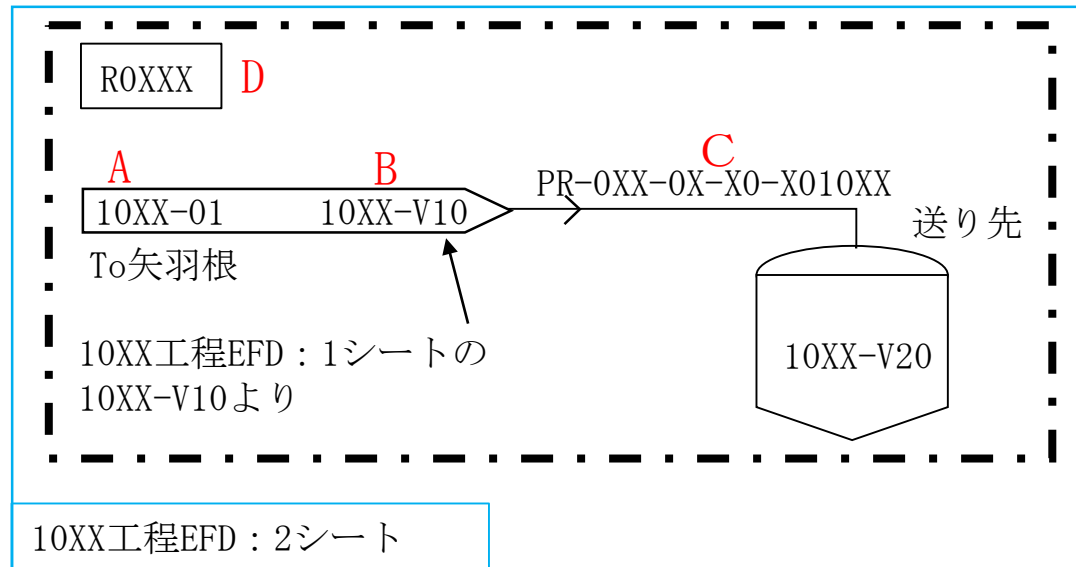 R0XXX D
A B C
PR-0XX-0X-X0-X010XX
10XX-01 10XX-V10
送り先
To矢羽根
10XX工程EFD：1シートの
10XX-V10より
10XX-V20
10XX工程EFD：2シート